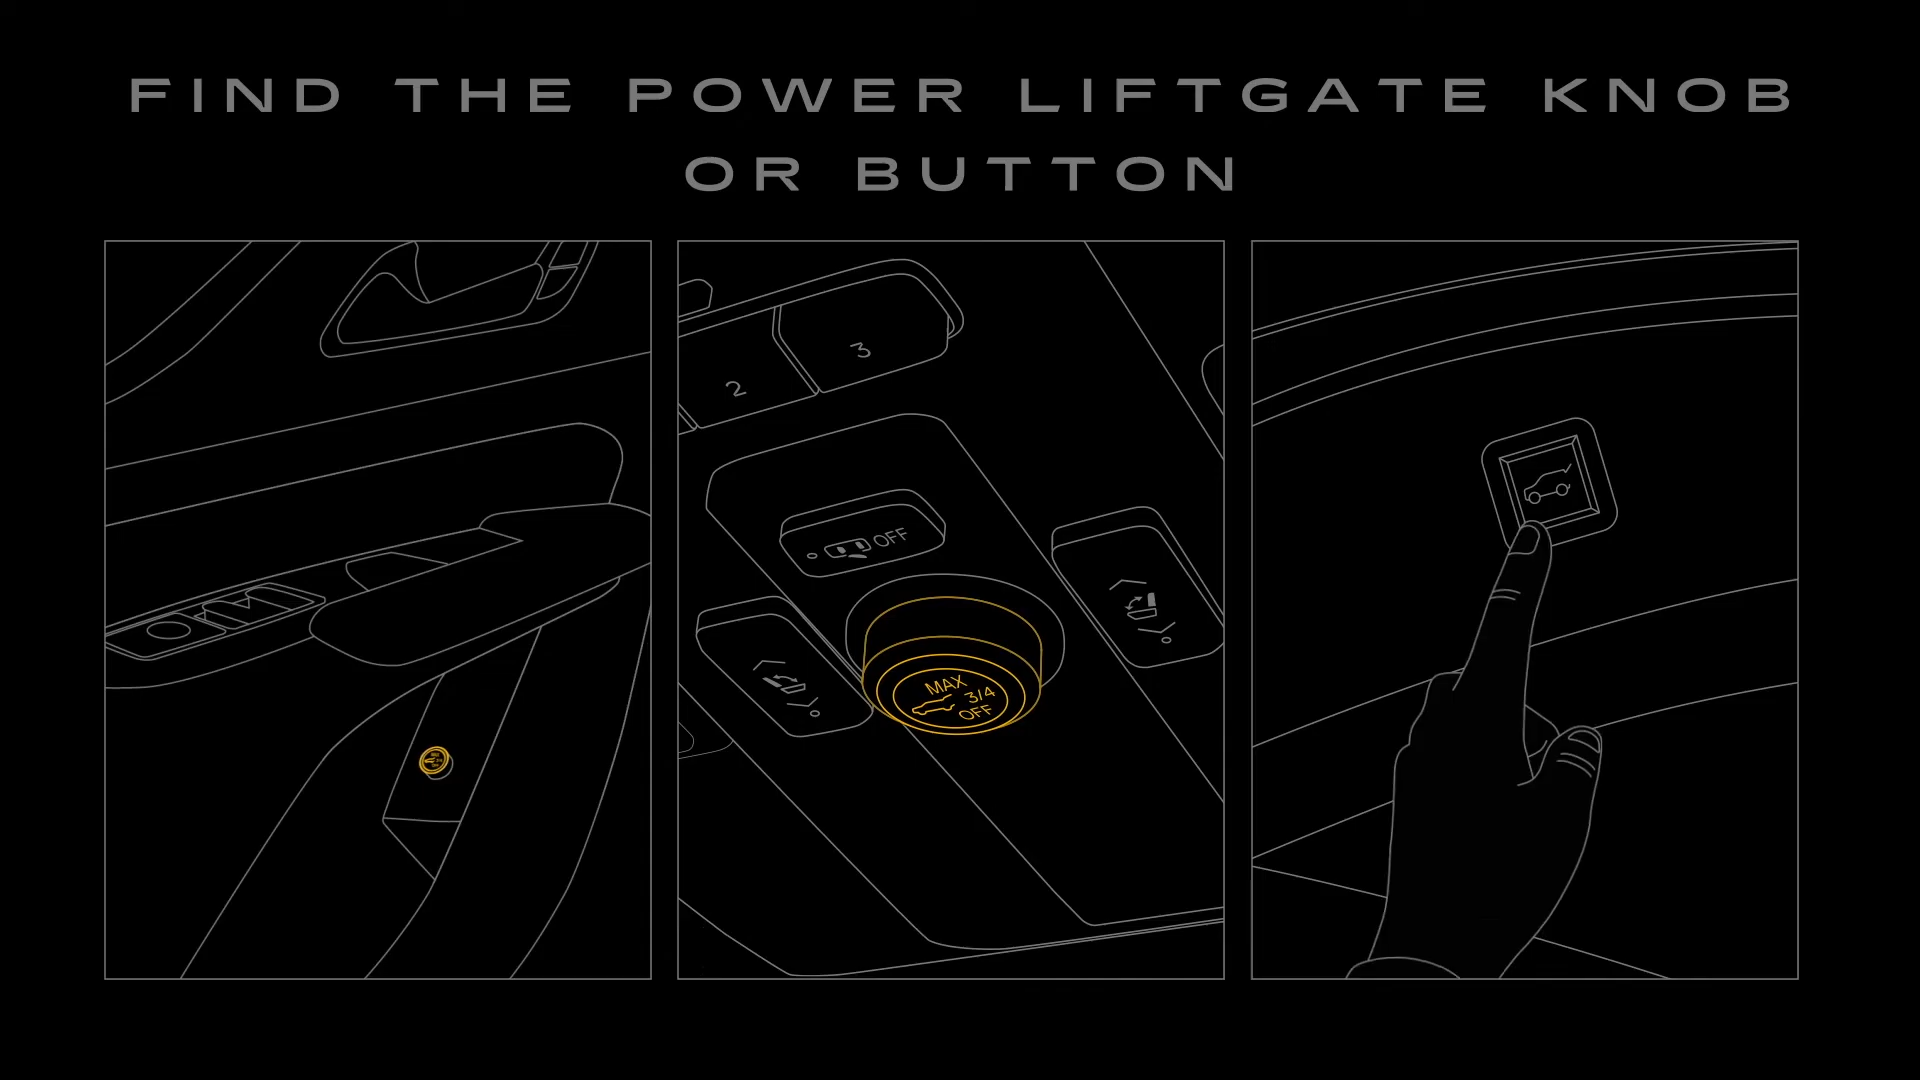 FIND THE POWER LIFTGATE KNOB
OR BUTTON
3
2
OFF
MAX
3/4
OFF